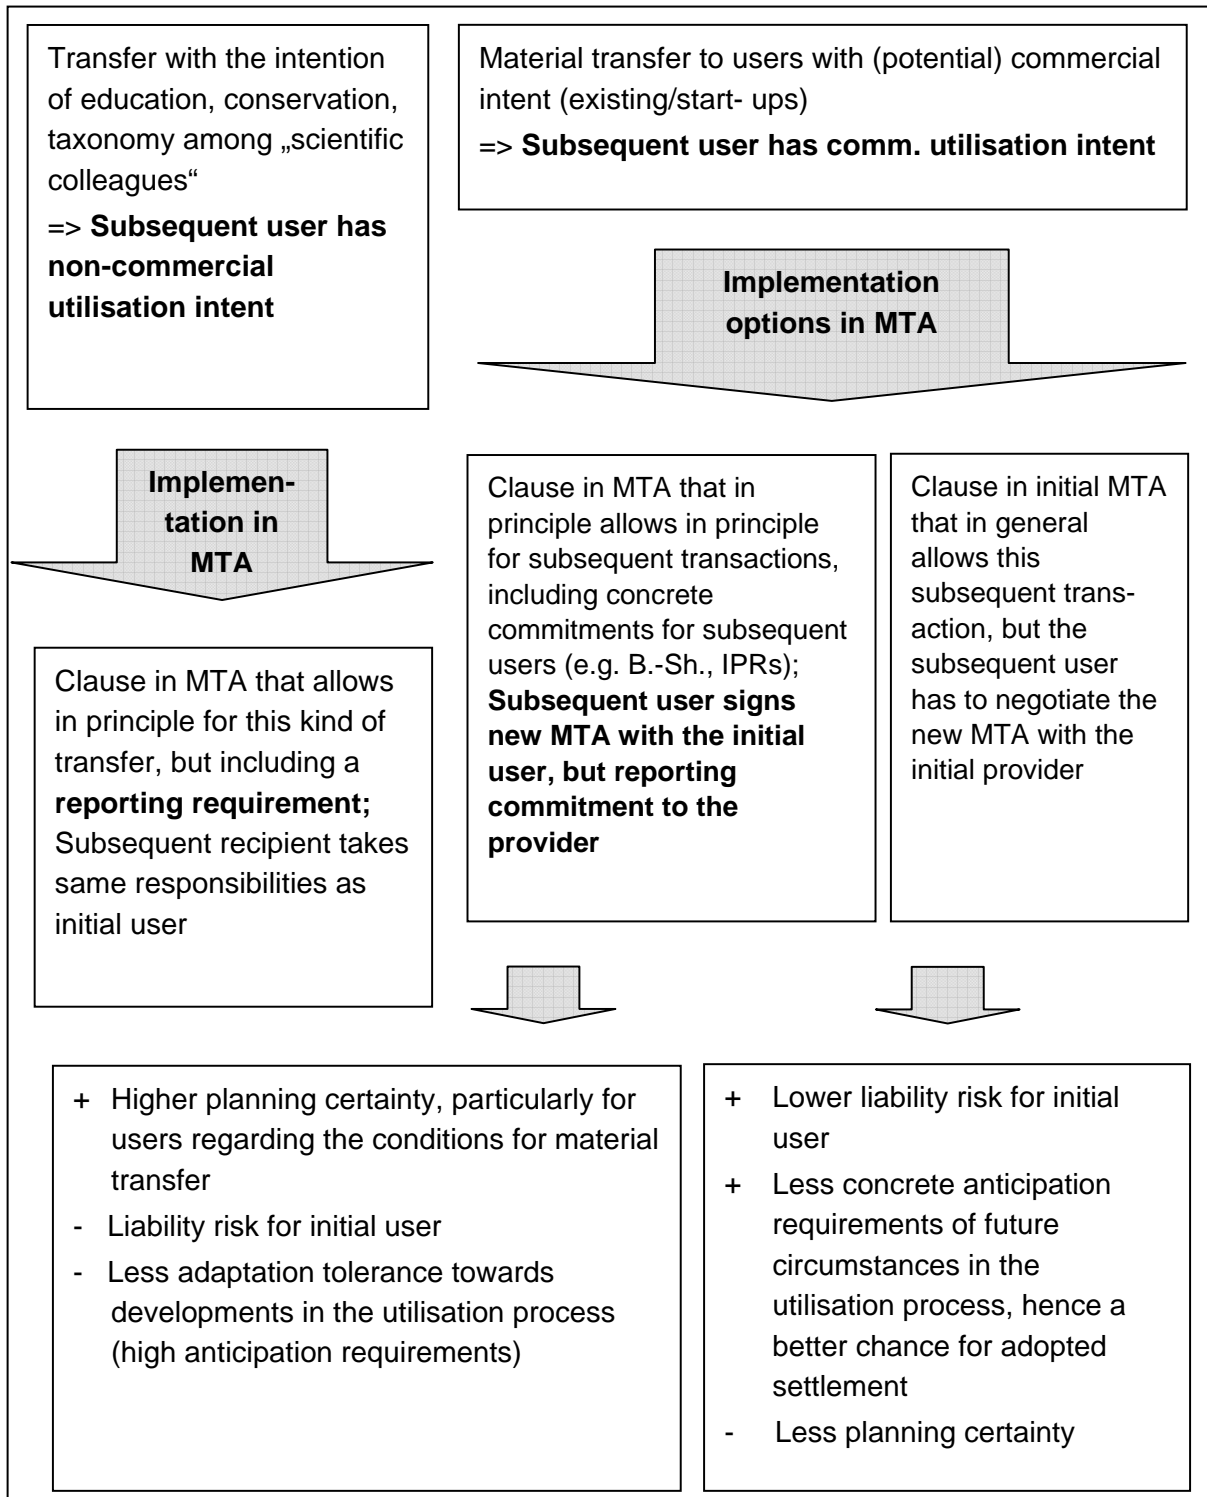 Transfer with the intention
of education, conservation,
taxonomy among „scientific
colleagues“
=> Subsequent user has
non-commercial
utilisation intent
Material transfer to users with (potential) commercial
intent (existing/start- ups)
=> Subsequent user has comm. utilisation intent
Implementation
options in MTA
Implemen-
tation in
MTA
Clause in MTA that allows
in principle for this kind of
transfer, but including a
reporting requirement;
Subsequent recipient takes
same responsibilities as
initial user
Clause in MTA that in
principle allows in principle
for subsequent transactions,
including concrete
commitments for subsequent
users (e.g. B.-Sh., IPRs);
Subsequent user signs
new MTA with the initial
user, but reporting
commitment to the
provider
Clause in initial MTA
that in general
allows this
subsequent trans-
action, but the
subsequent user
has to negotiate the
new MTA with the
initial provider
+ Higher planning certainty, particularly for
users regarding the conditions for material
transfer
- Liability risk for initial user
- Less adaptation tolerance towards
developments in the utilisation process
(high anticipation requirements)
+ Lower liability risk for initial
user
+ Less concrete anticipation
requirements of future
circumstances in the
utilisation process, hence a
better chance for adopted
settlement
- Less planning certainty